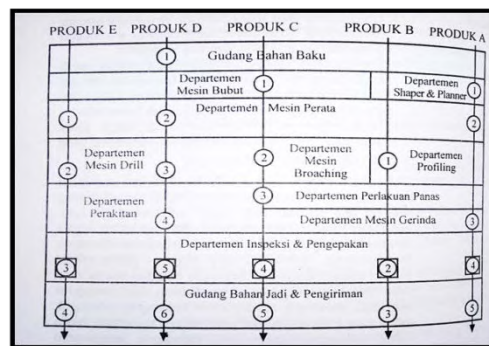 PRODUK E PRODUK D PRODUK C PRODUK B PRODUK A
1 Gudang Bahan Baku
Departemen Mesin Bubut 1 Departemen Shaper & Planner 1
1 2 Departemen Mesin Perata 2
2 Departemen Mesin Drill 3 2 Departemen Mesin Broaching 1 Departemen Profiling
3 Departemen Perlakuan Panas
Departemen Perakitan 4 Departemen Mesin Gerinda 3
Departemen Inspeksi & Pengepakan
3 5 4 2 4
Gudang Bahan Jadi & Pengiriman
4 6 5 3 5